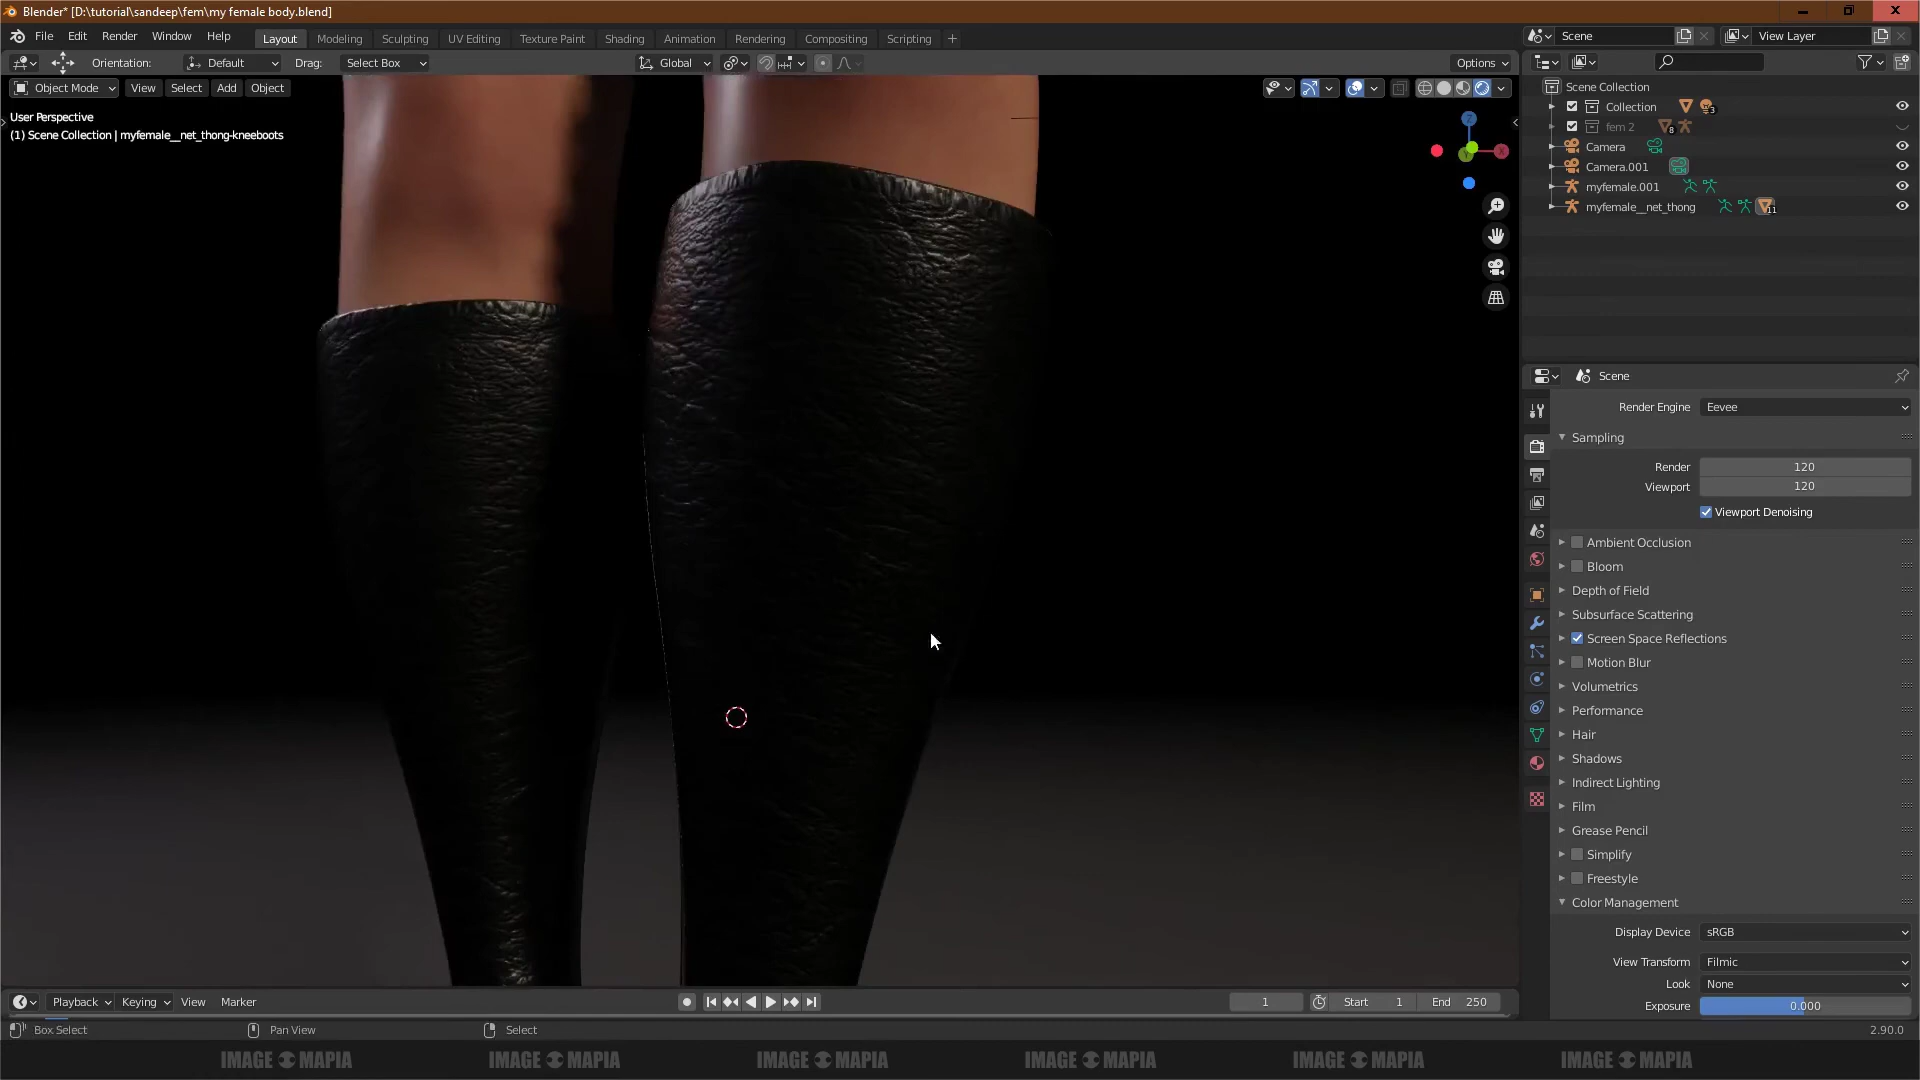 Blender* [D:\tutorial\sandeep\fem\my female body.blend]
File Edit Render Window Help Layout Modeling Sculpting UV Editing Texture Paint Shading Animation Rendering Compositing Scripting + Scene View Layer
Orientation: Default Drag: Select Box Global Options
Object Mode View Select Add Object
User Perspective
(1) Scene Collection | myfemale__net_thong-kneeboots
Z
X
Y
Scene Collection
Collection 3
fem 2 8
Camera
Camera.001
myfemale.001
myfemale__net_thong 11
Scene
Render Engine Eevee
Sampling
Render 120
Viewport 120
Viewport Denoising
Ambient Occlusion
Bloom
Depth of Field
Subsurface Scattering
Screen Space Reflections
Motion Blur
Volumetrics
Performance
Hair
Shadows
Indirect Lighting
Film
Grease Pencil
Simplify
Freestyle
Color Management
Display Device sRGB
View Transform Filmic
Look None
Exposure 0.000
Playback Keying View Marker 1 Start 1 End 250
Box Select Pan View Select 2.90.0
IMAGE MAPIA IMAGE MAPIA IMAGE MAPIA IMAGE MAPIA IMAGE MAPIA IMAGE MAPIA